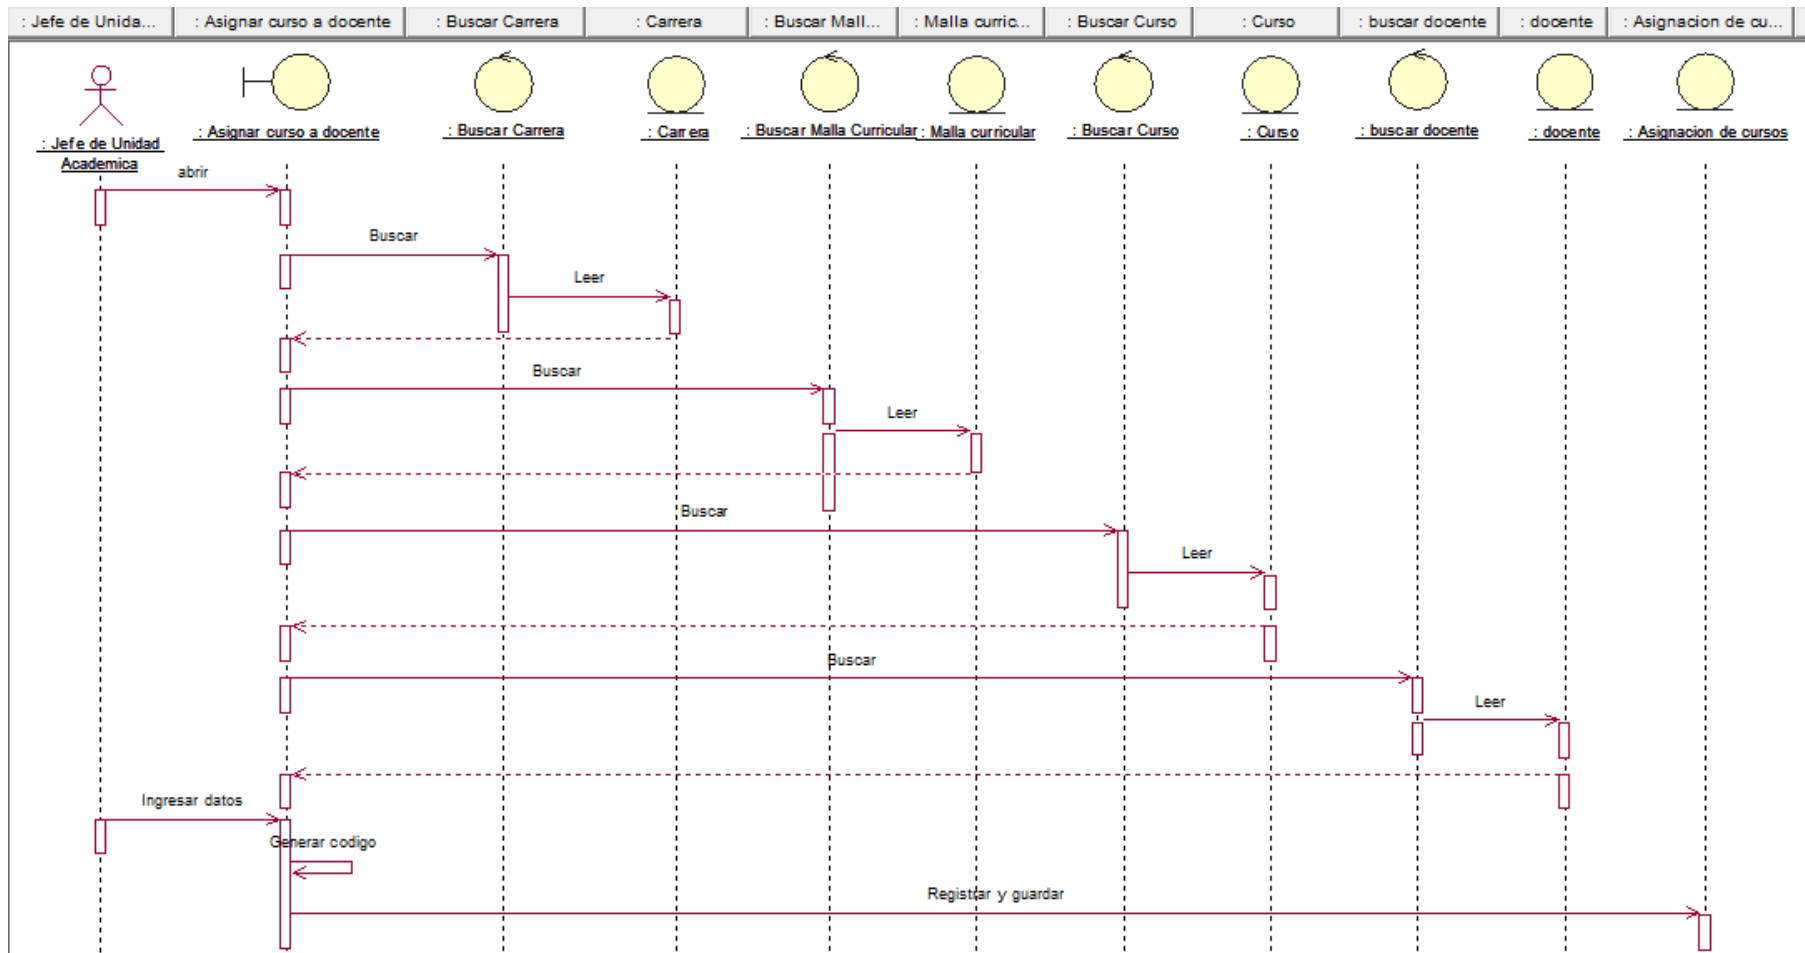 : Jefe de Unida...
: Asignar curso a docente
: Buscar Carrera
: Carrera
: Buscar Mall...
: Malla curric...
: Buscar Curso
: Curso
: buscar docente
: docente
: Asignacion de cu...
: Jefe de Unidad
Academica
: Asignar curso a docente
: Buscar Carrera
: Carrera
: Buscar Malla Curricular
: Malla curricular
: Buscar Curso
: Curso
: buscar docente
: docente
: Asignacion de cursos
abrir
Buscar
Leer
Buscar
Leer
Buscar
Leer
Buscar
Leer
Ingresar datos
Generar codigo
Registrar y guardar